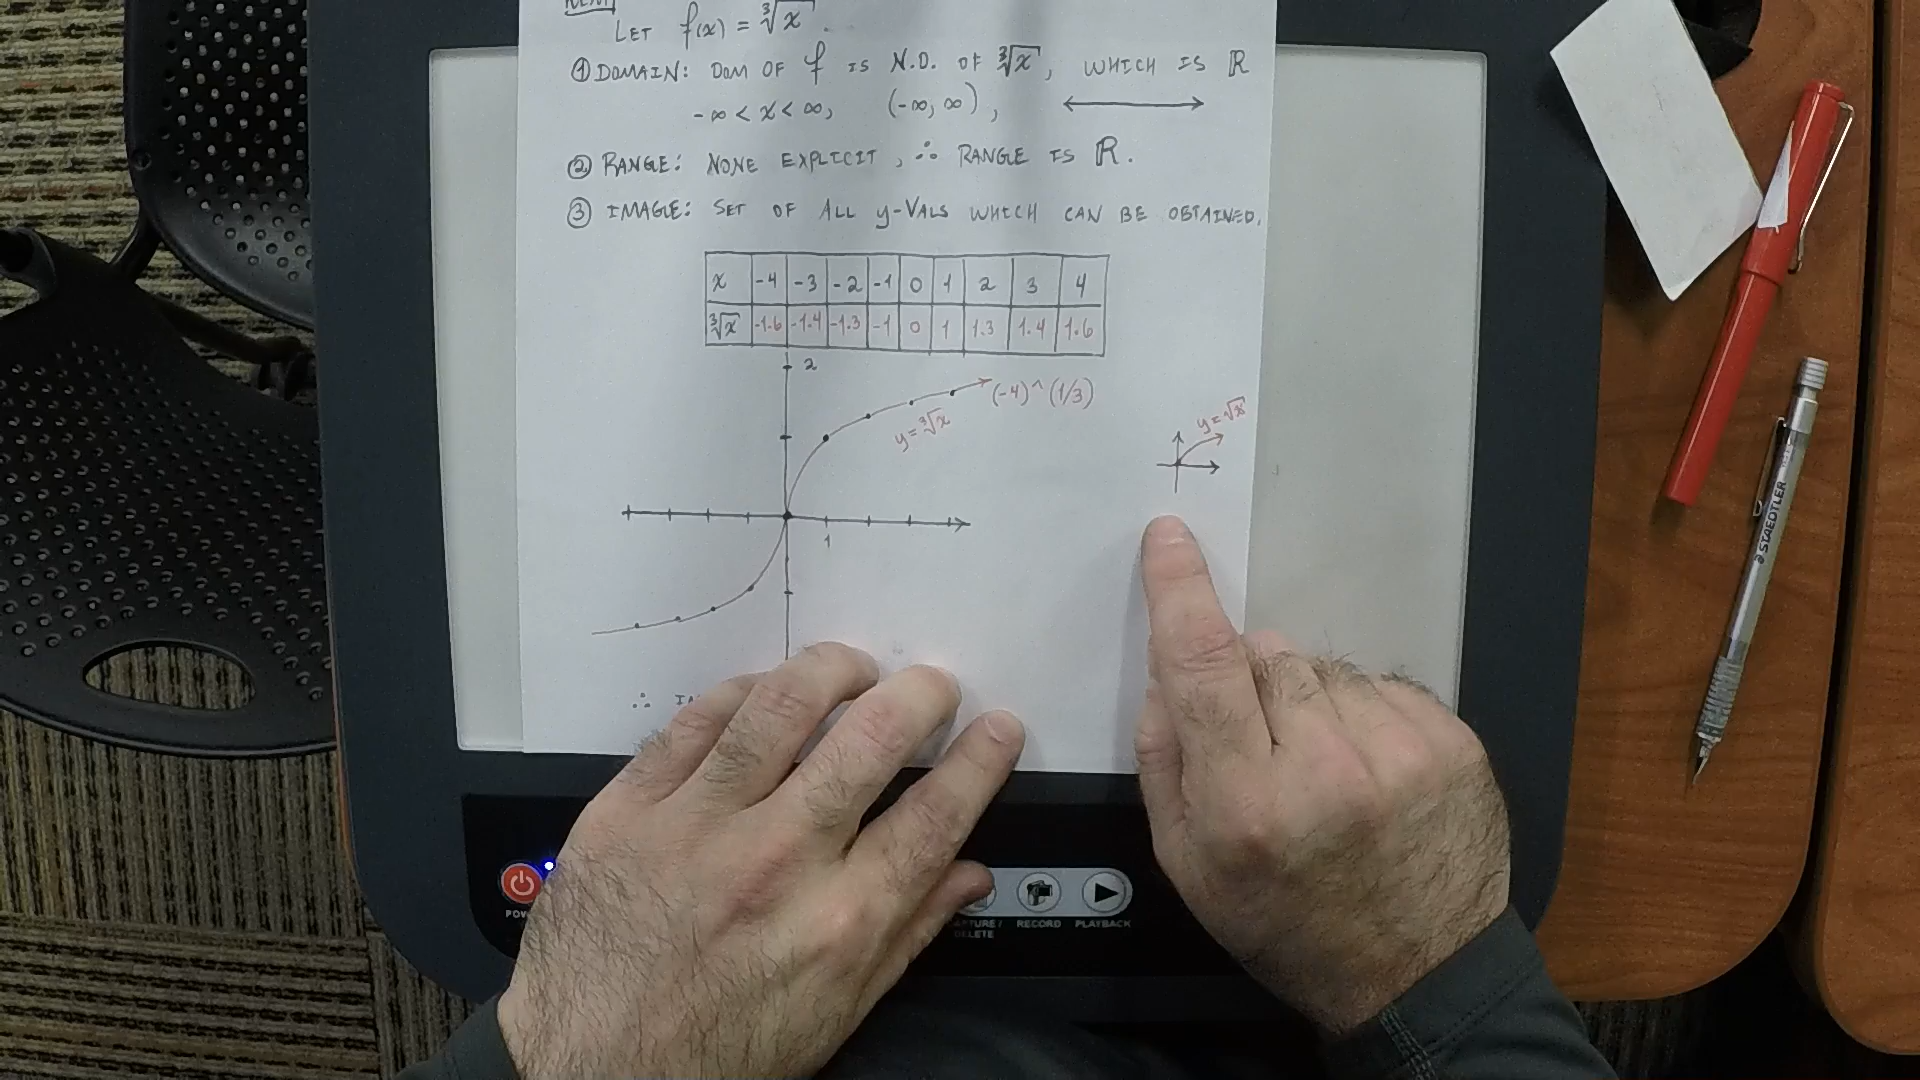 LET f(x) = ∛x.
① DOMAIN: DOM OF f IS N.D. OF ∛x, WHICH IS ℝ
-∞ < x < ∞, (-∞, ∞),
② RANGE: NONE EXPLICIT, ∴ RANGE IS ℝ.
③ IMAGE: SET OF ALL y-VALS WHICH CAN BE OBTAINED.
x -4 -3 -2 -1 0 1 2 3 4
∛x -1.6 -1.4 -1.3 -1 0 1 1.3 1.4 1.6
2
(-4)^(1/3)
y = ∛x
y = √x
1
∴
STAEDTLER
RECORD
PLAYBACK
DELETE